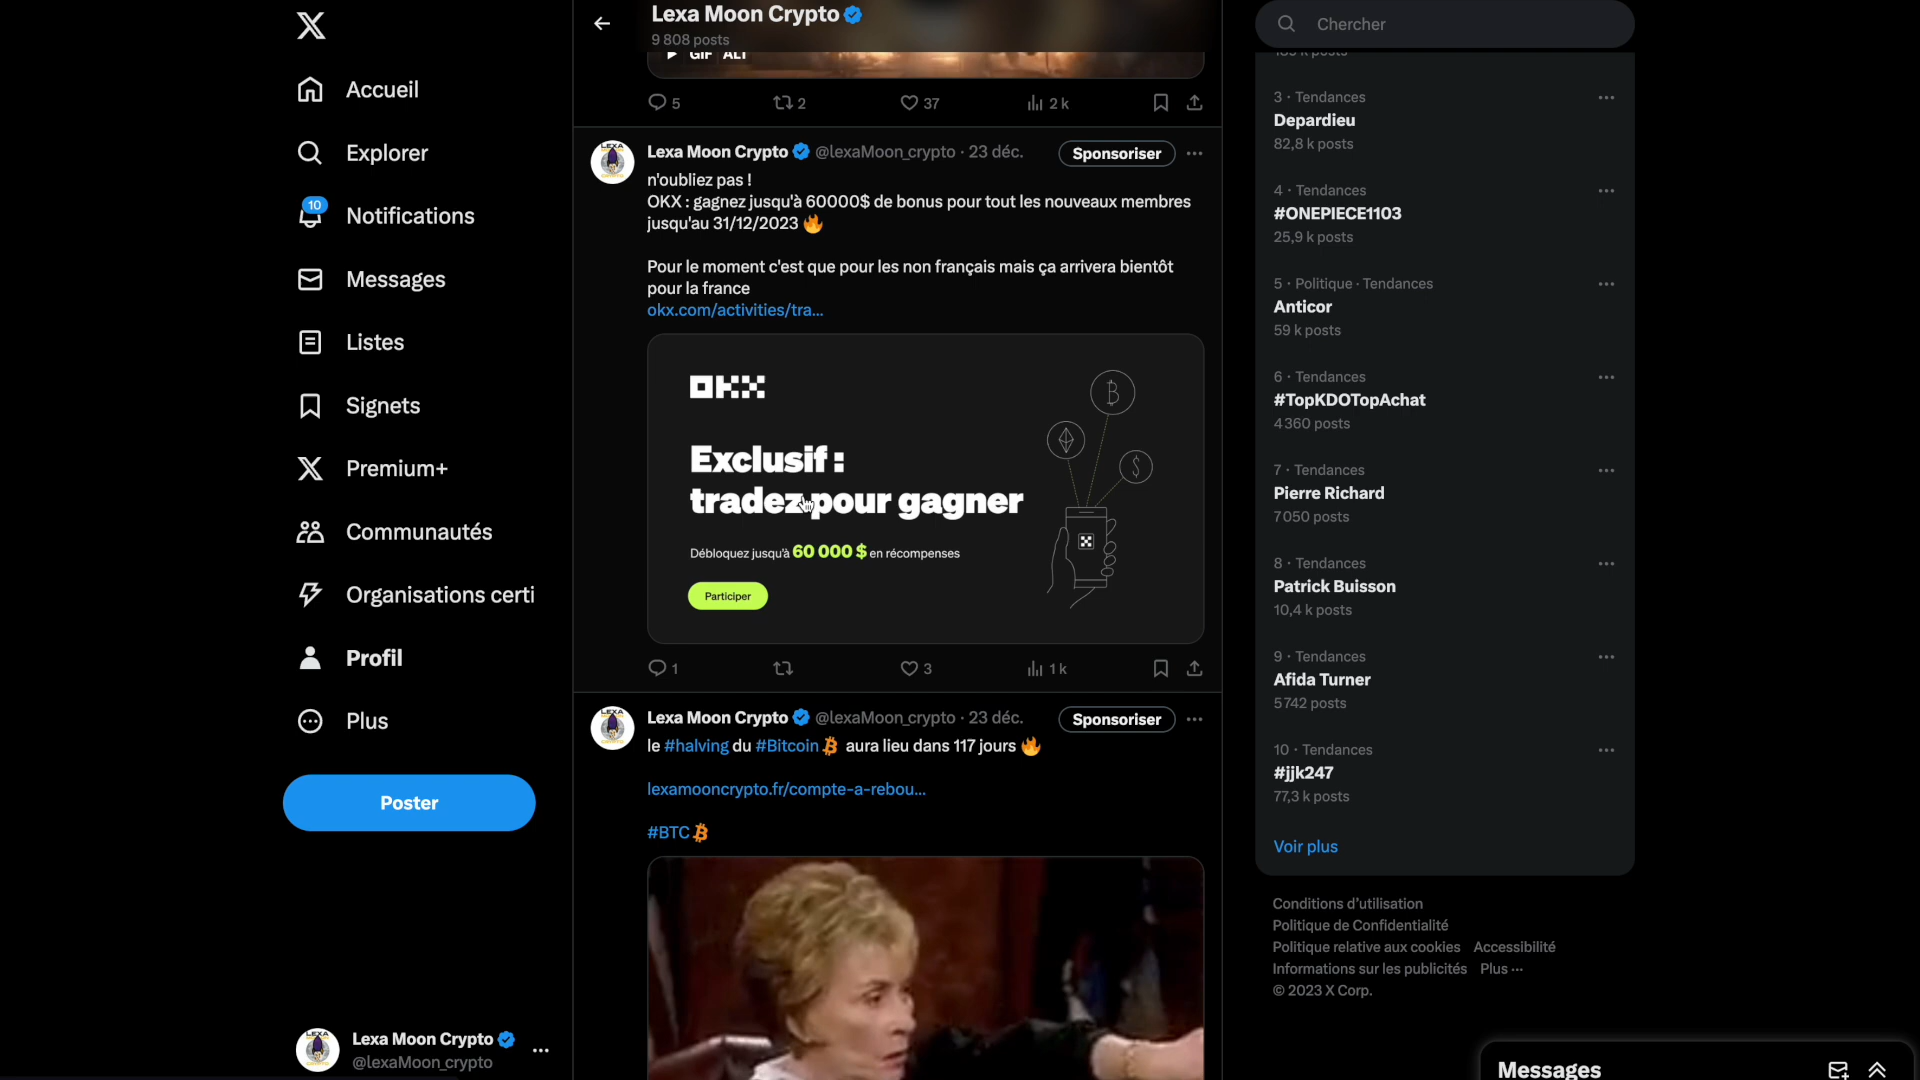 Accueil
Explorer
10
Notifications
Messages
Listes
Signets
Premium+
Communautés
Organisations certi
Profil
Plus
Poster
Lexa Moon Crypto
@lexaMoon_crypto
Lexa Moon Crypto
9 808 posts
GIF ALT
5 2 37 2 k
Lexa Moon Crypto @lexaMoon_crypto · 23 déc.
Sponsoriser
n'oubliez pas !
OKX : gagnez jusqu'à 60000$ de bonus pour tout les nouveaux membres
jusqu'au 31/12/2023 🔥
Pour le moment c'est que pour les non français mais ça arrivera bientôt
pour la france
okx.com/activities/tra...
OKX
Exclusif :
tradez pour gagner
Débloquez jusqu'à 60 000 $ en récompenses
Participer
1 3 1 k
Lexa Moon Crypto @lexaMoon_crypto · 23 déc.
Sponsoriser
le #halving du #Bitcoin aura lieu dans 117 jours 🔥
lexamooncrypto.fr/compte-a-rebou...
#BTC
Chercher
3 · Tendances
Depardieu
82,8 k posts
4 · Tendances
#ONEPIECE1103
25,9 k posts
5 · Politique · Tendances
Anticor
59 k posts
6 · Tendances
#TopKDOTopAchat
4 360 posts
7 · Tendances
Pierre Richard
7 050 posts
8 · Tendances
Patrick Buisson
10,4 k posts
9 · Tendances
Afida Turner
5 742 posts
10 · Tendances
#jjk247
77,3 k posts
Voir plus
Conditions d'utilisation
Politique de Confidentialité
Politique relative aux cookies Accessibilité
Informations sur les publicités Plus ···
© 2023 X Corp.
Messages